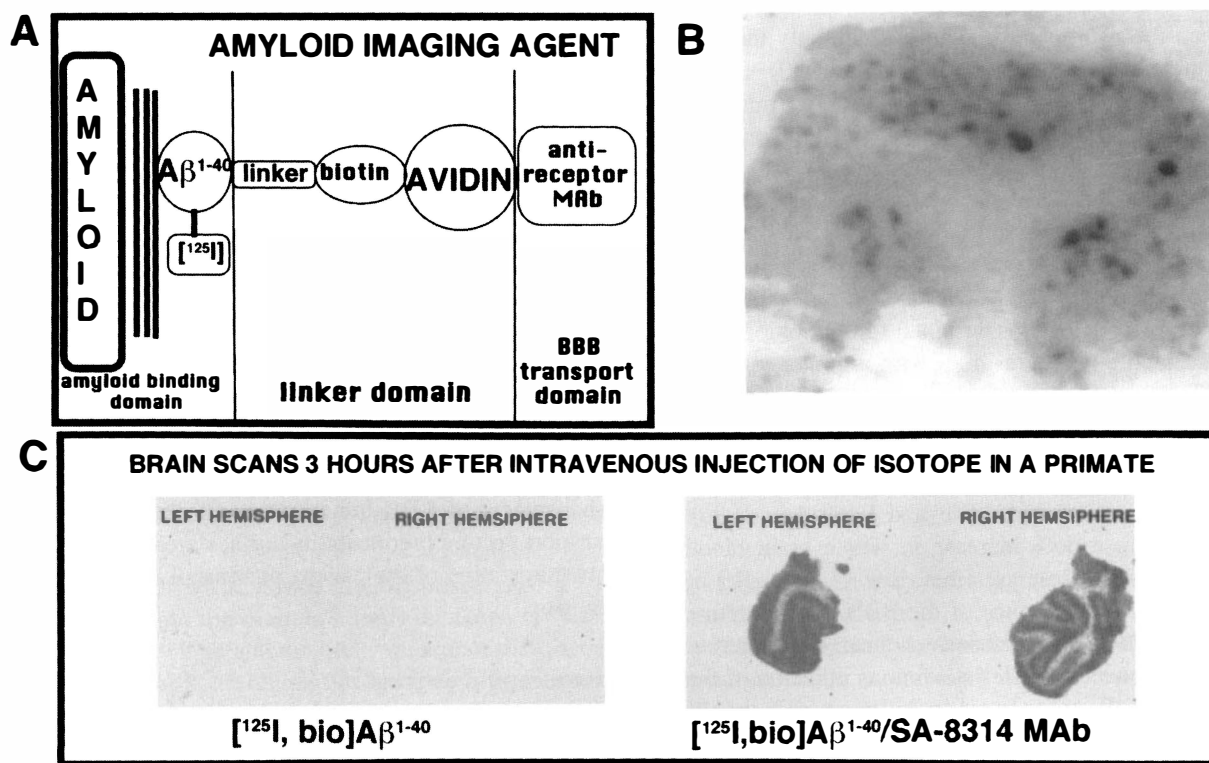 A
AMYLOID IMAGING AGENT
AMYLOID
Aβ¹⁻⁴⁰
[¹²⁵I]
linker
biotin
AVIDIN
anti-
receptor
MAb
amyloid binding
domain
linker domain
BBB
transport
domain
B
C
BRAIN SCANS 3 HOURS AFTER INTRAVENOUS INJECTION OF ISOTOPE IN A PRIMATE
LEFT HEMISPHERE
RIGHT HEMSIPHERE
LEFT HEMISPHERE
RIGHT HEMSIPHERE
[¹²⁵I, bio]Aβ¹⁻⁴⁰
[¹²⁵I,bio]Aβ¹⁻⁴⁰/SA-8314 MAb